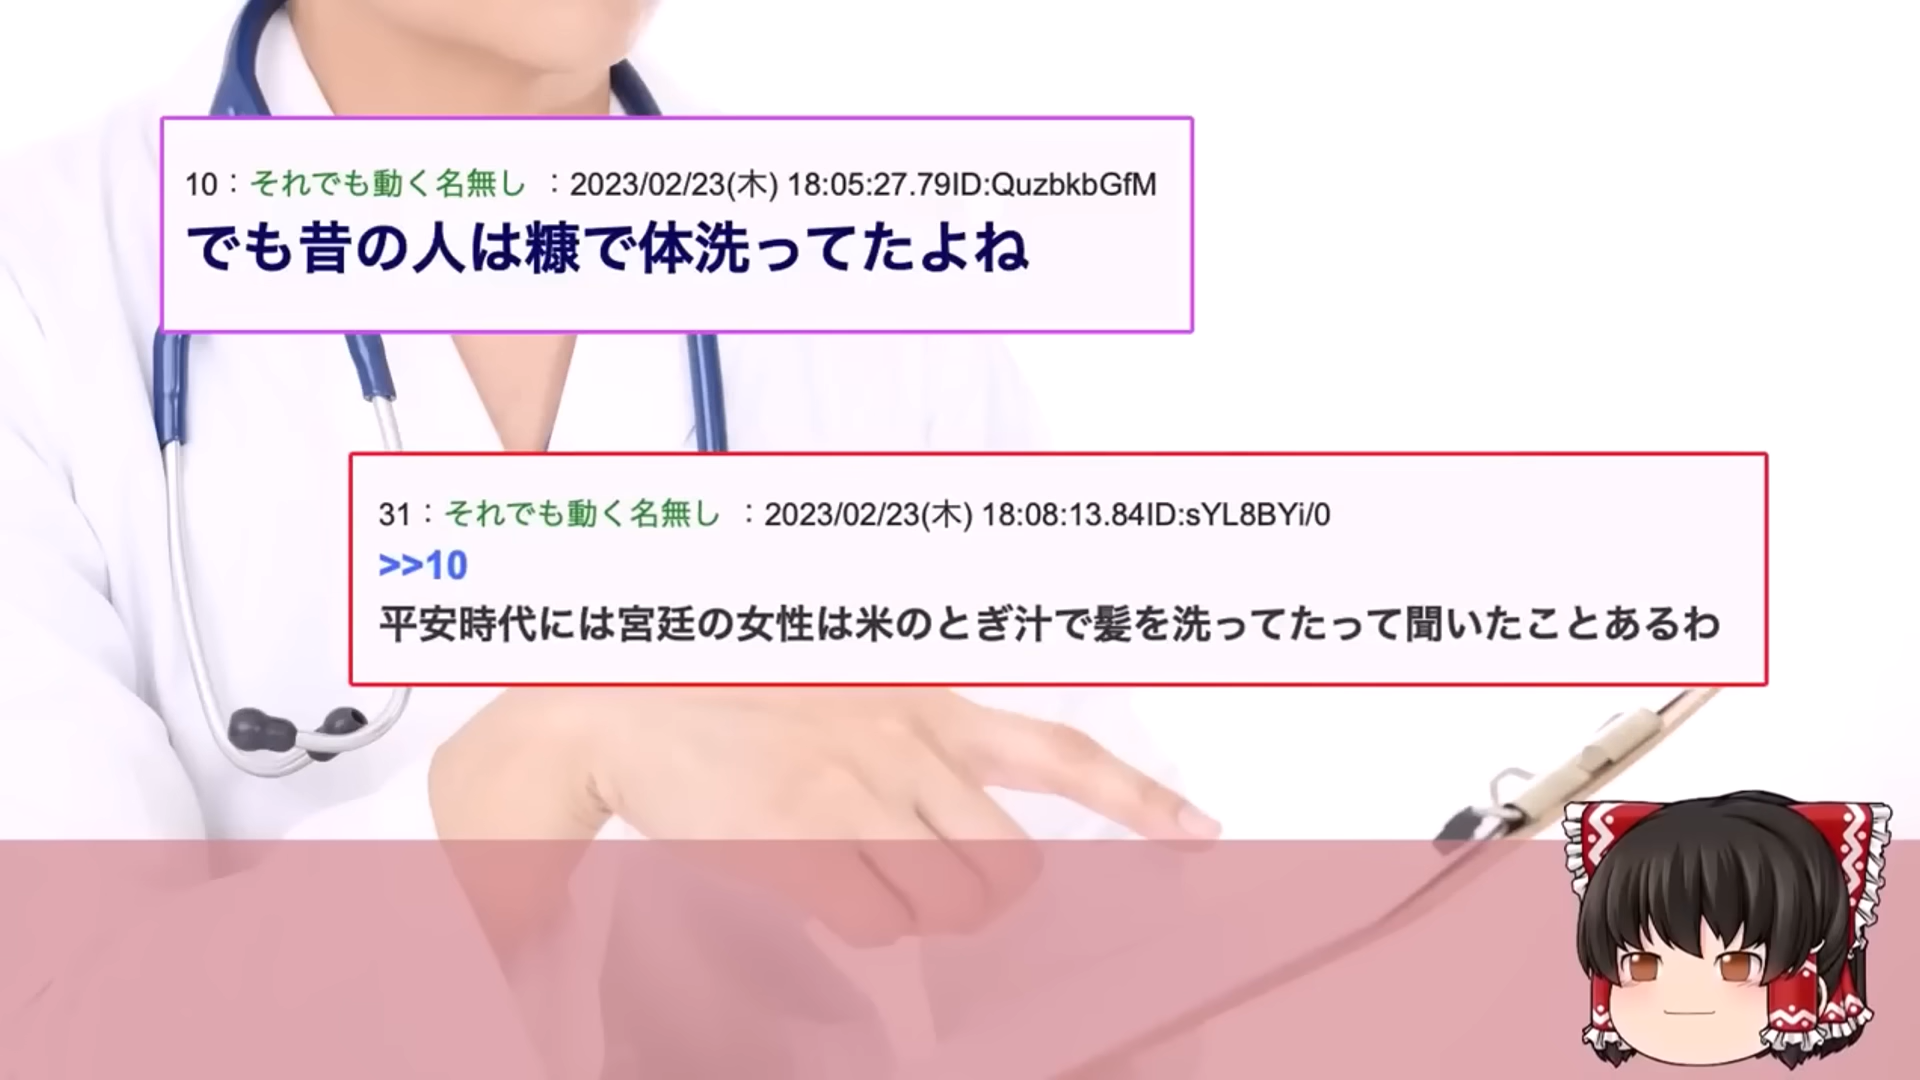 10：それでも動く名無し ：2023/02/23(木) 18:05:27.79ID:QuzbkbGfM
でも昔の人は糠で体洗ってたよね
31：それでも動く名無し ：2023/02/23(木) 18:08:13.84ID:sYL8BYi/0
>>10
平安時代には宮廷の女性は米のとぎ汁で髪を洗ってたって聞いたことあるわ